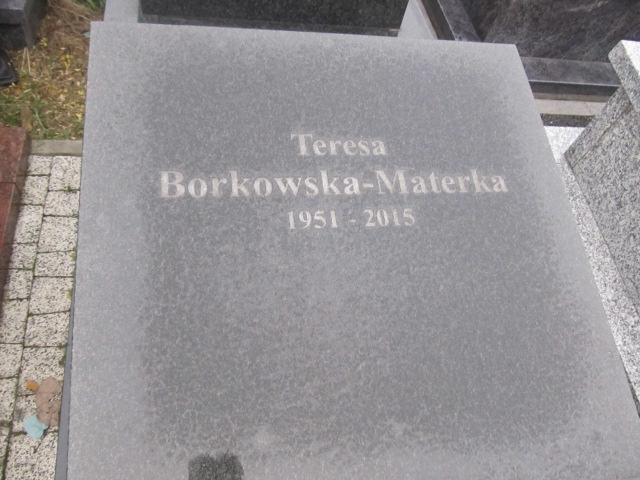 Teresa
Borkowska-Materka
1951 - 2015